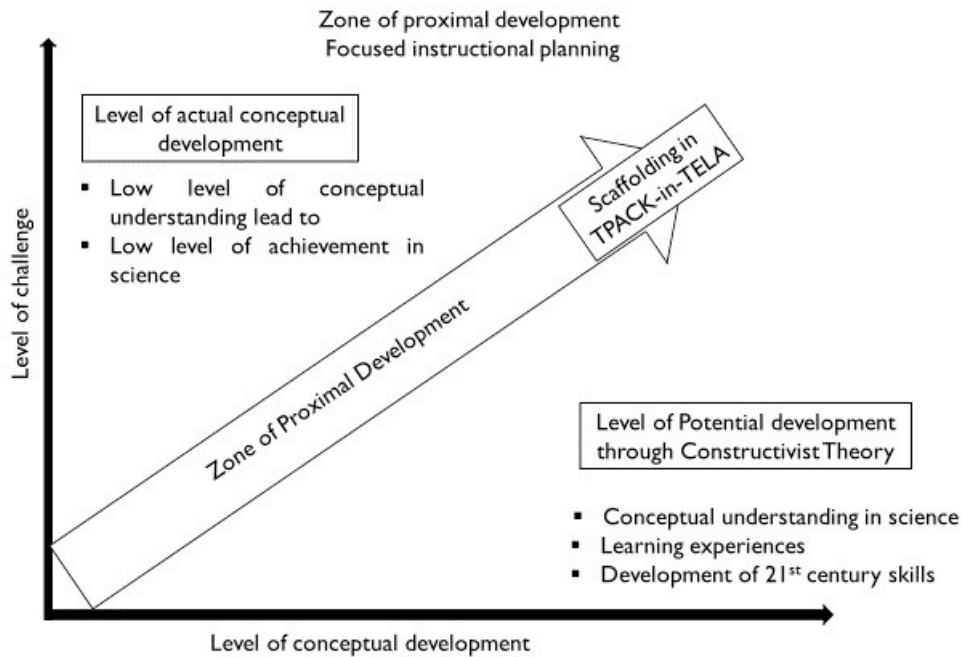 Zone of proximal development
Focused instructional planning
Level of actual conceptual
development
▪ Low level of conceptual
understanding lead to
▪ Low level of achievement in
science
Level of challenge
Scaffolding in
TPACK-in-TELA
Zone of Proximal Development
Level of Potential development
through Constructivist Theory
▪ Conceptual understanding in science
▪ Learning experiences
▪ Development of 21st century skills
Level of conceptual development